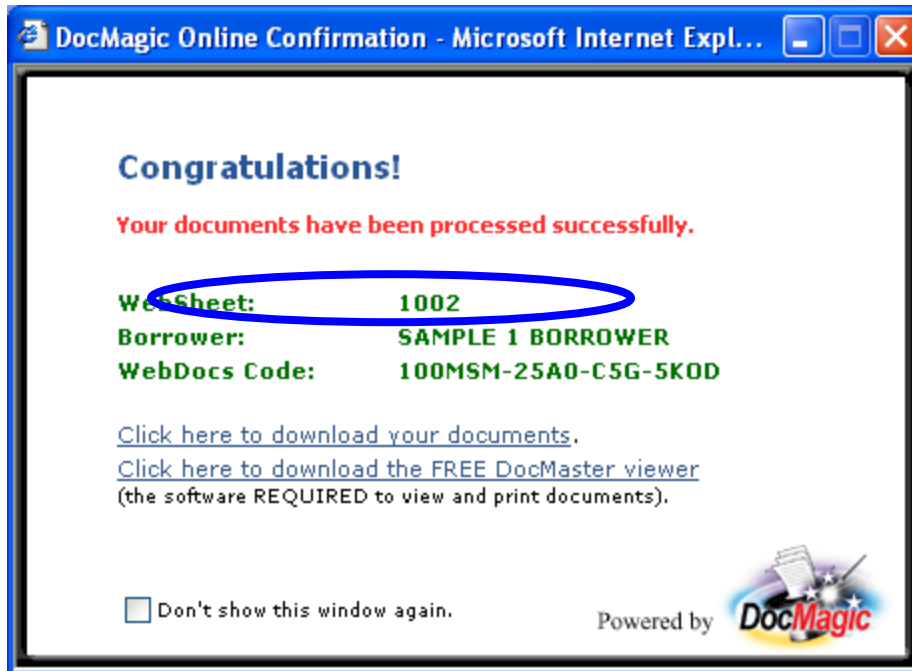 DocMagic Online Confirmation - Microsoft Internet Expl...
Congratulations!
Your documents have been processed successfully.
WebSheet: 1002
Borrower: SAMPLE 1 BORROWER
WebDocs Code: 100MSM-25A0-C5G-5KOD
Click here to download your documents.
Click here to download the FREE DocMaster viewer
(the software REQUIRED to view and print documents).
Don't show this window again.
Powered by DocMagic